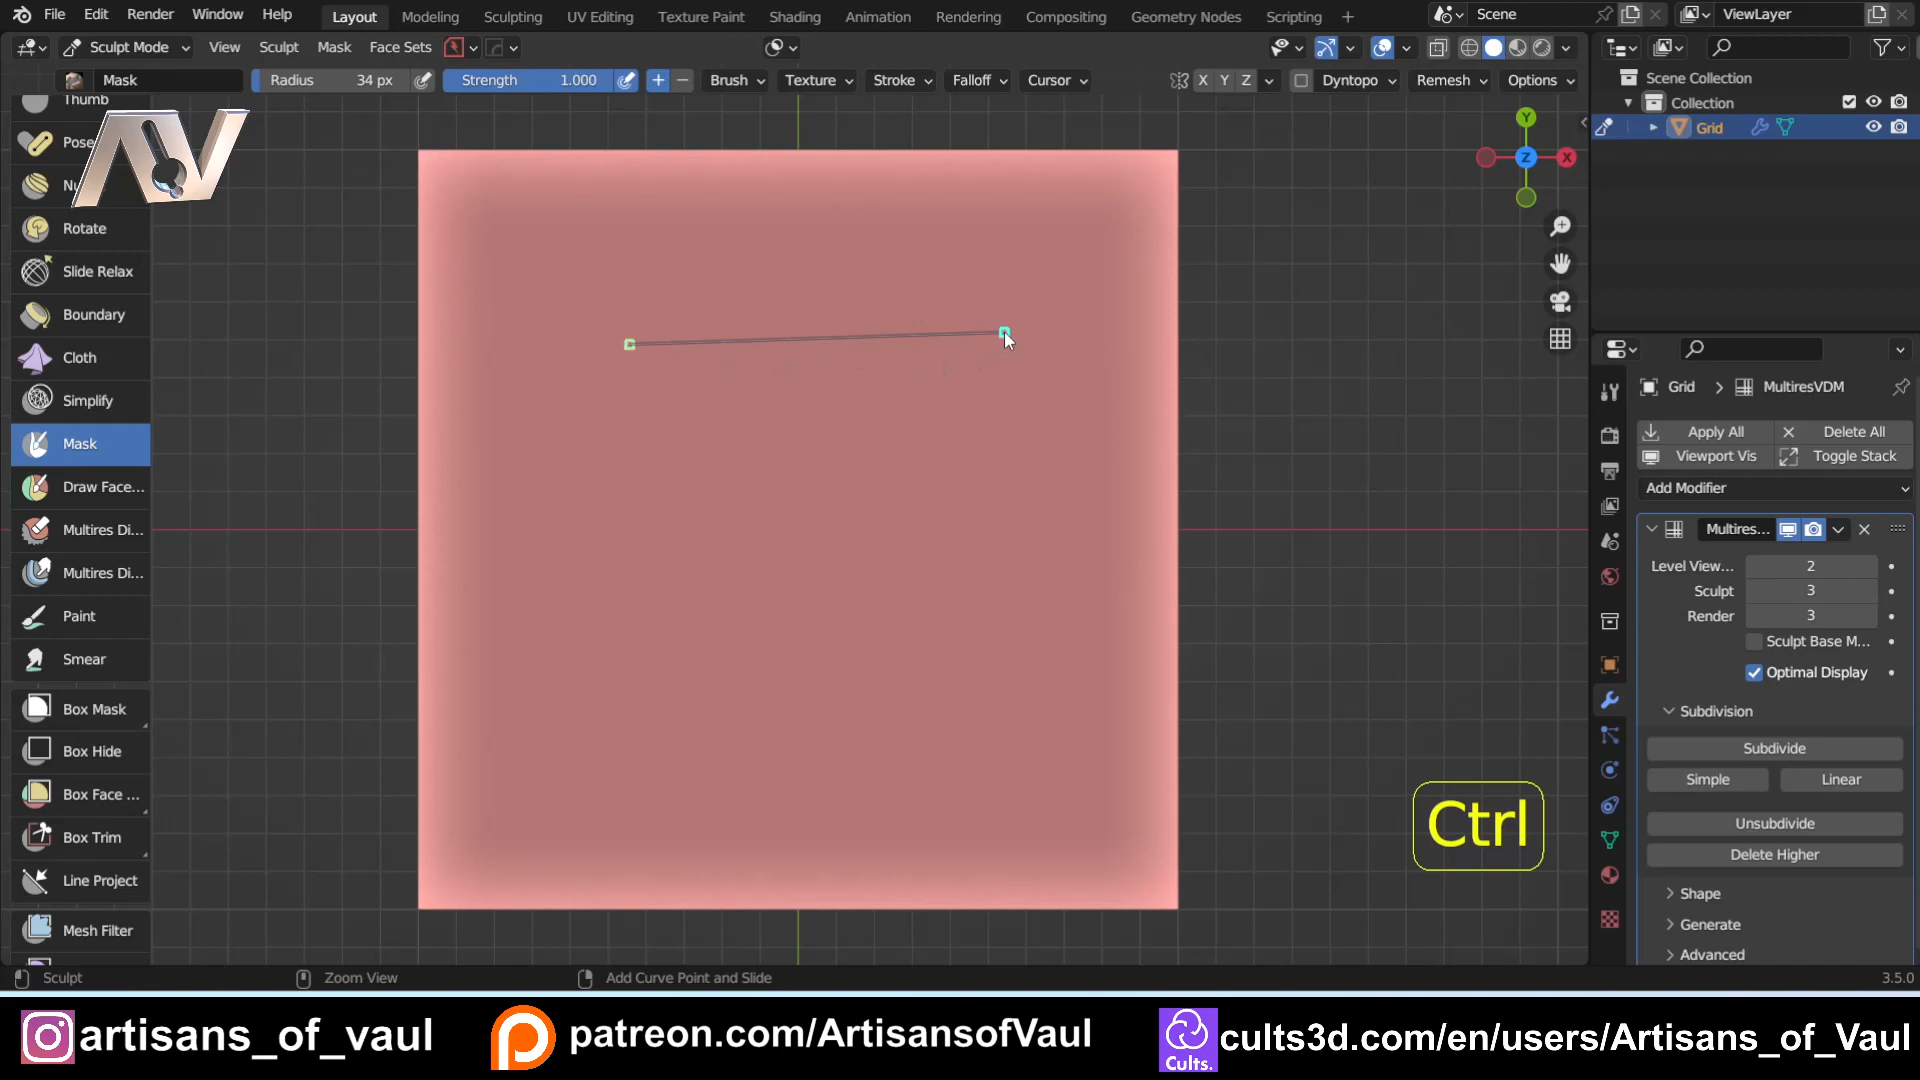 File Edit Render Window Help Layout Modeling Sculpting UV Editing Texture Paint Shading Animation Rendering Compositing Geometry Nodes Scripting + Scene ViewLayer
Sculpt Mode View Sculpt Mask Face Sets
Mask Radius 34 px Strength 1.000 + − Brush Texture Stroke Falloff Cursor X Y Z Dyntopo Remesh Options
Scene Collection
Collection
Grid
Thumb
Pose
Nu
Rotate
Slide Relax
Boundary
Cloth
Simplify
Mask
Draw Face...
Multires Di...
Multires Di...
Paint
Smear
Box Mask
Box Hide
Box Face ...
Box Trim
Line Project
Mesh Filter
AV
Y
Z X
Ctrl
Grid > MultiresVDM
Apply All Delete All
Viewport Vis Toggle Stack
Add Modifier
Multires...
Level View... 2
Sculpt 3
Render 3
Sculpt Base M...
Optimal Display
Subdivision
Subdivide
Simple Linear
Unsubdivide
Delete Higher
Shape
Generate
Advanced
Sculpt Zoom View Add Curve Point and Slide 3.5.0
artisans_of_vaul patreon.com/ArtisansofVaul Cults. cults3d.com/en/users/Artisans_of_Vaul